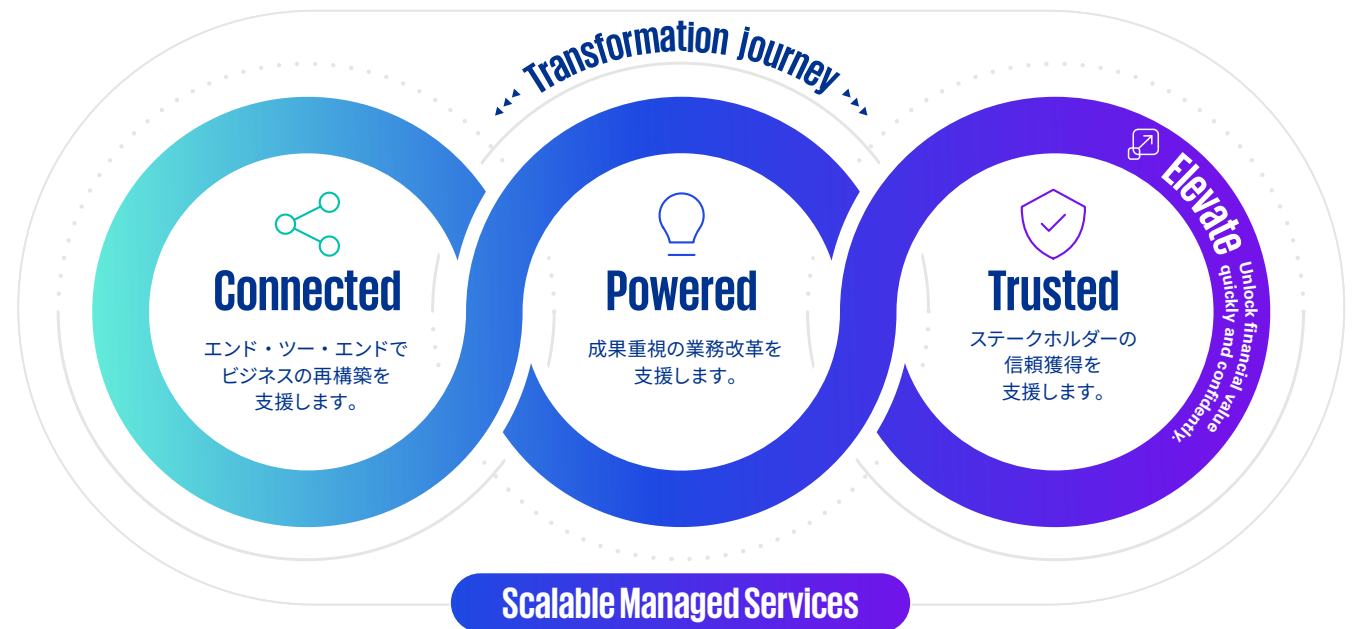 Transformation journey
Connected
エンド・ツー・エンドで
ビジネスの再構築を
支援します。
Powered
成果重視の業務改革を
支援します。
Trusted
ステークホルダーの
信頼獲得を
支援します。
Elevate
Unlock financial value
quickly and confidently.
Scalable Managed Services